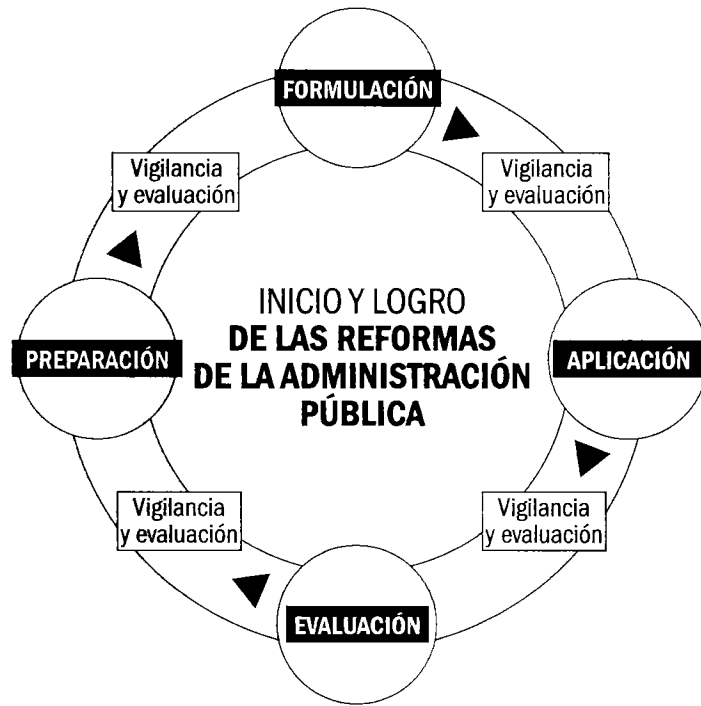 FORMULACIÓN
Vigilancia
y evaluación
Vigilancia
y evaluación
INICIO Y LOGRO
DE LAS REFORMAS
DE LA ADMINISTRACIÓN
PÚBLICA
PREPARACIÓN
APLICACIÓN
Vigilancia
y evaluación
Vigilancia
y evaluación
EVALUACIÓN